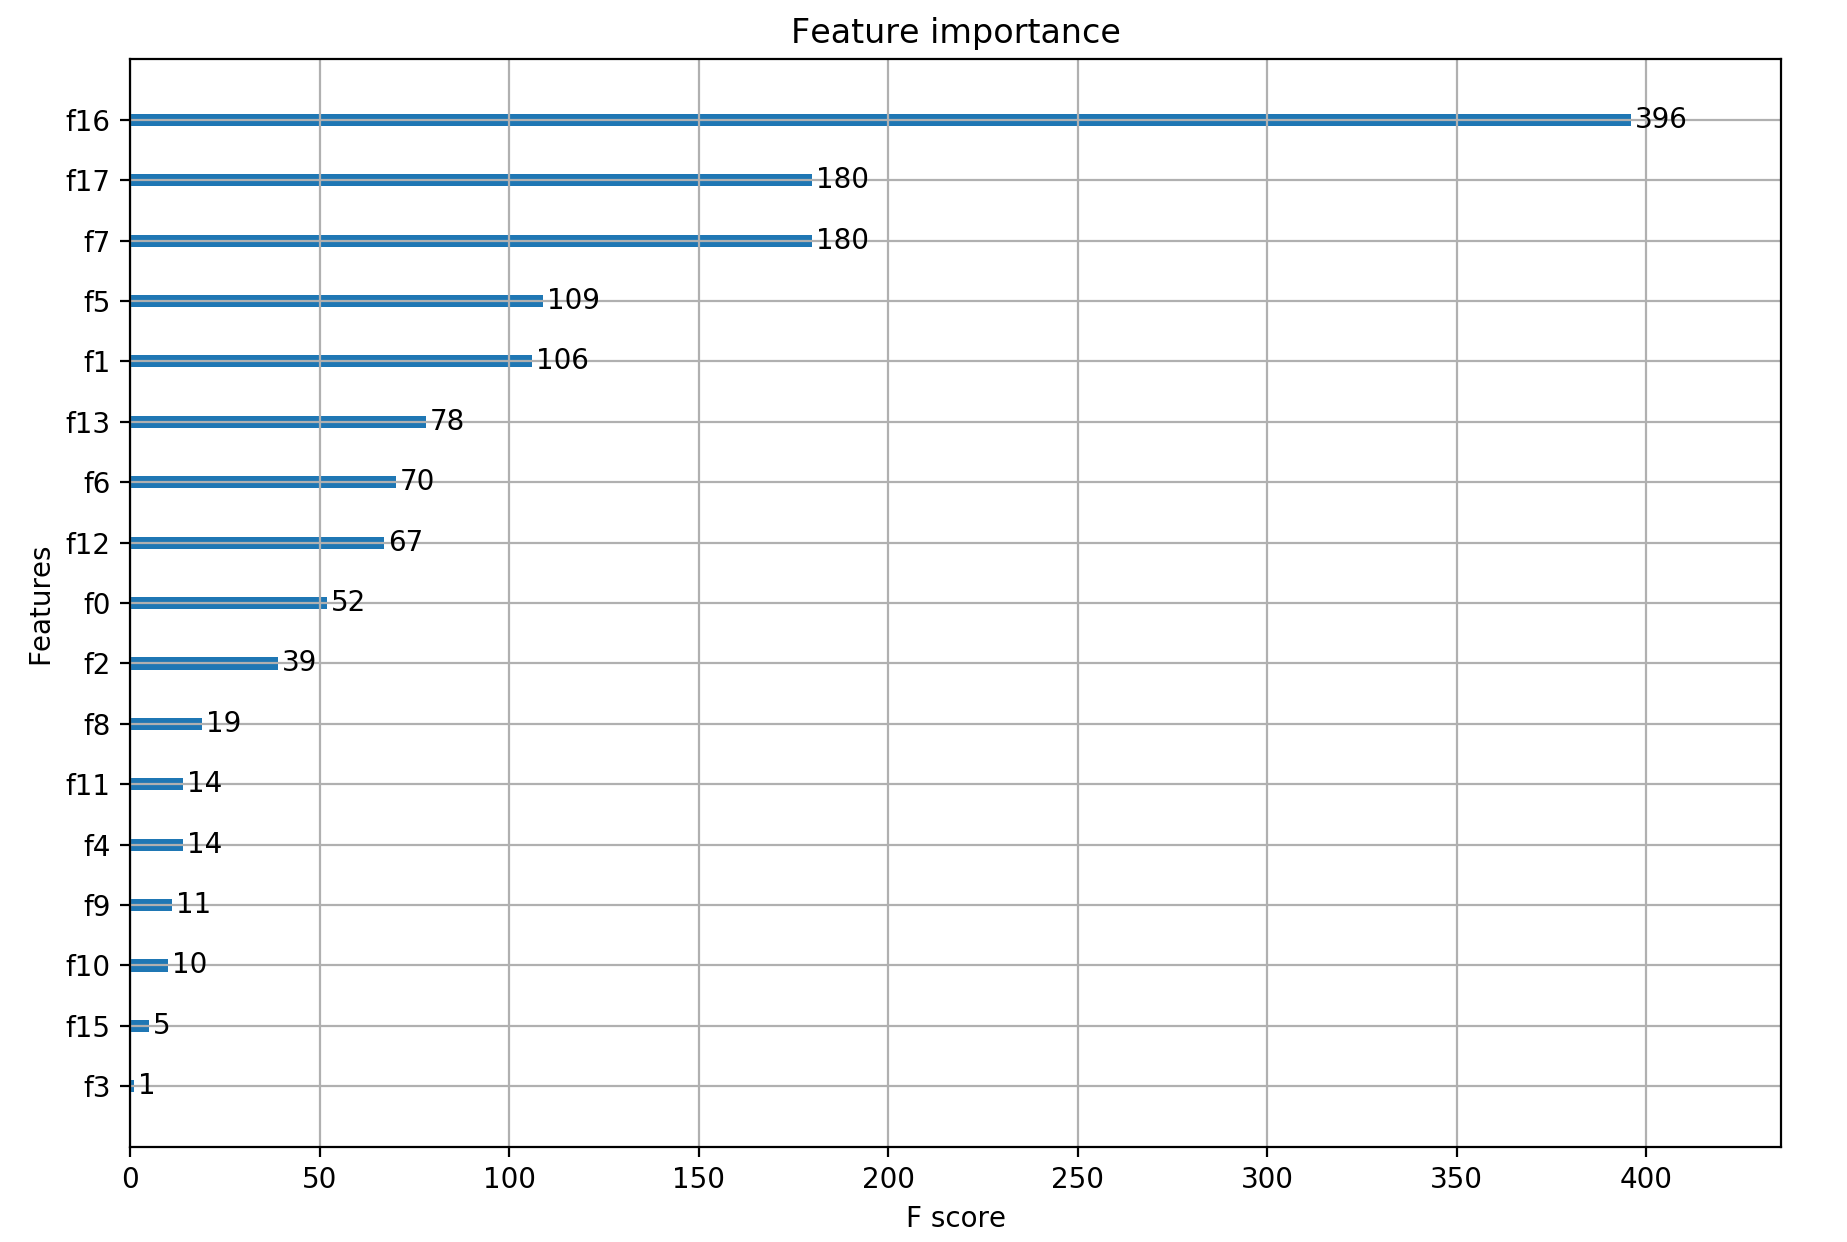 Feature importance
f16 396
f17 180
f7 180
f5 109
f1 106
f13 78
f6 70
f12 67
f0 52
f2 39
f8 19
f11 14
f4 14
f9 11
f10 10
f15 5
f3 1
Features
0 50 100 150 200 250 300 350 400
F score